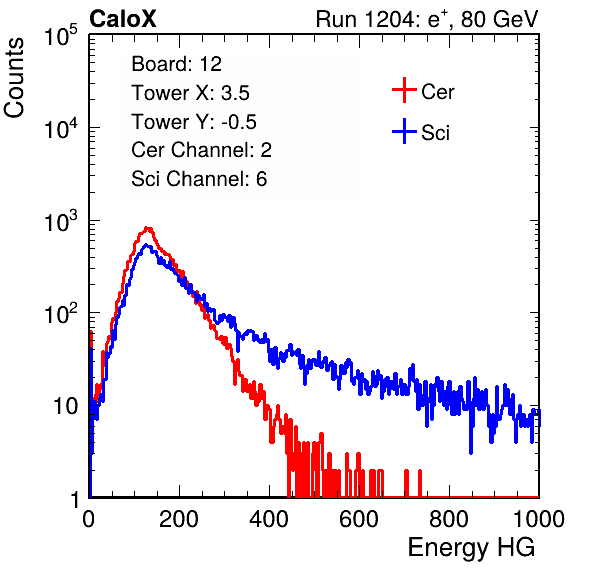 CaloX Run 1204: e⁺, 80 GeV
Counts
10⁵
10⁴
10³
10²
10
1
Board: 12
Tower X: 3.5
Tower Y: -0.5
Cer Channel: 2
Sci Channel: 6
Cer
Sci
0 200 400 600 800 1000
Energy HG